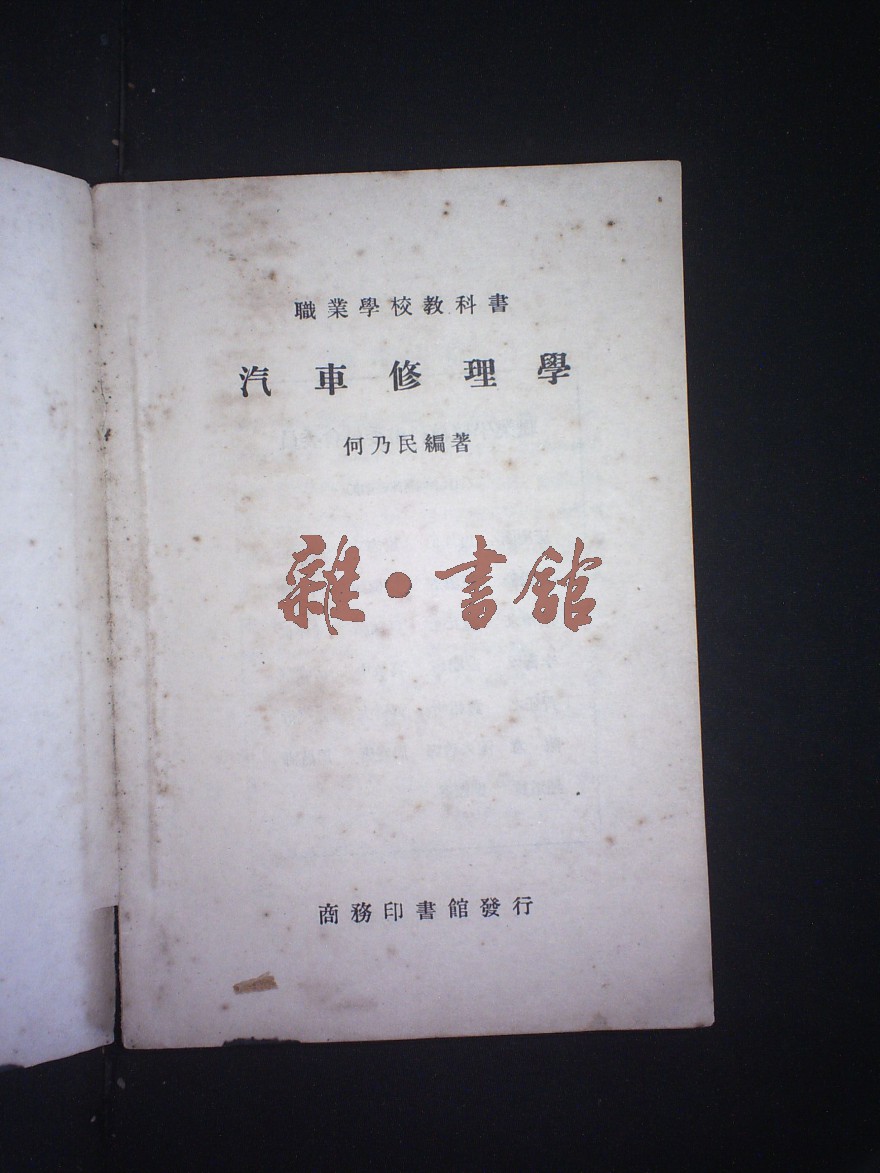 職業學校教科書
汽車修理學
何乃民編著
雜•書館
商務印書館發行